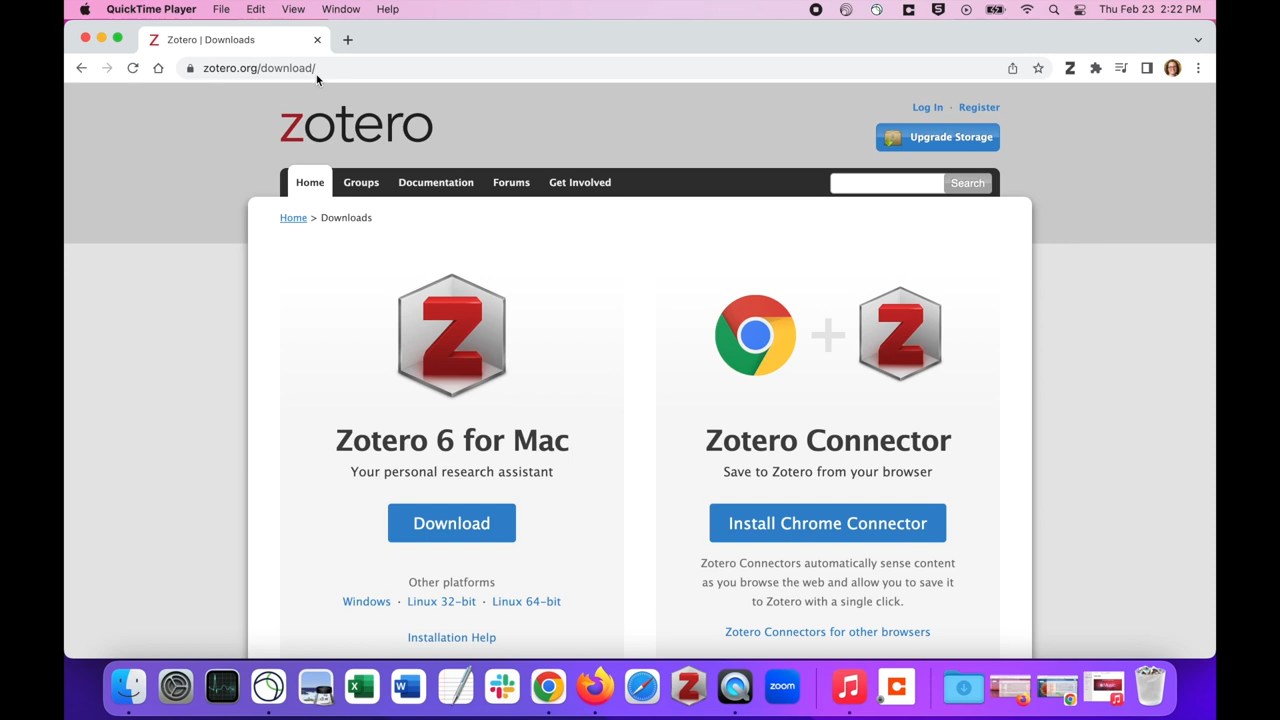 QuickTime Player File Edit View Window Help Thu Feb 23 2:22 PM
Zotero | Downloads
zotero.org/download/
Log In · Register
zotero
Upgrade Storage
Home Groups Documentation Forums Get Involved Search
Home > Downloads
Z
Z
Zotero 6 for Mac
Your personal research assistant
Download
Other platforms
Windows · Linux 32-bit · Linux 64-bit
Installation Help
Zotero Connector
Save to Zotero from your browser
Install Chrome Connector
Zotero Connectors automatically sense content
as you browse the web and allow you to save it
to Zotero with a single click.
Zotero Connectors for other browsers
zoom